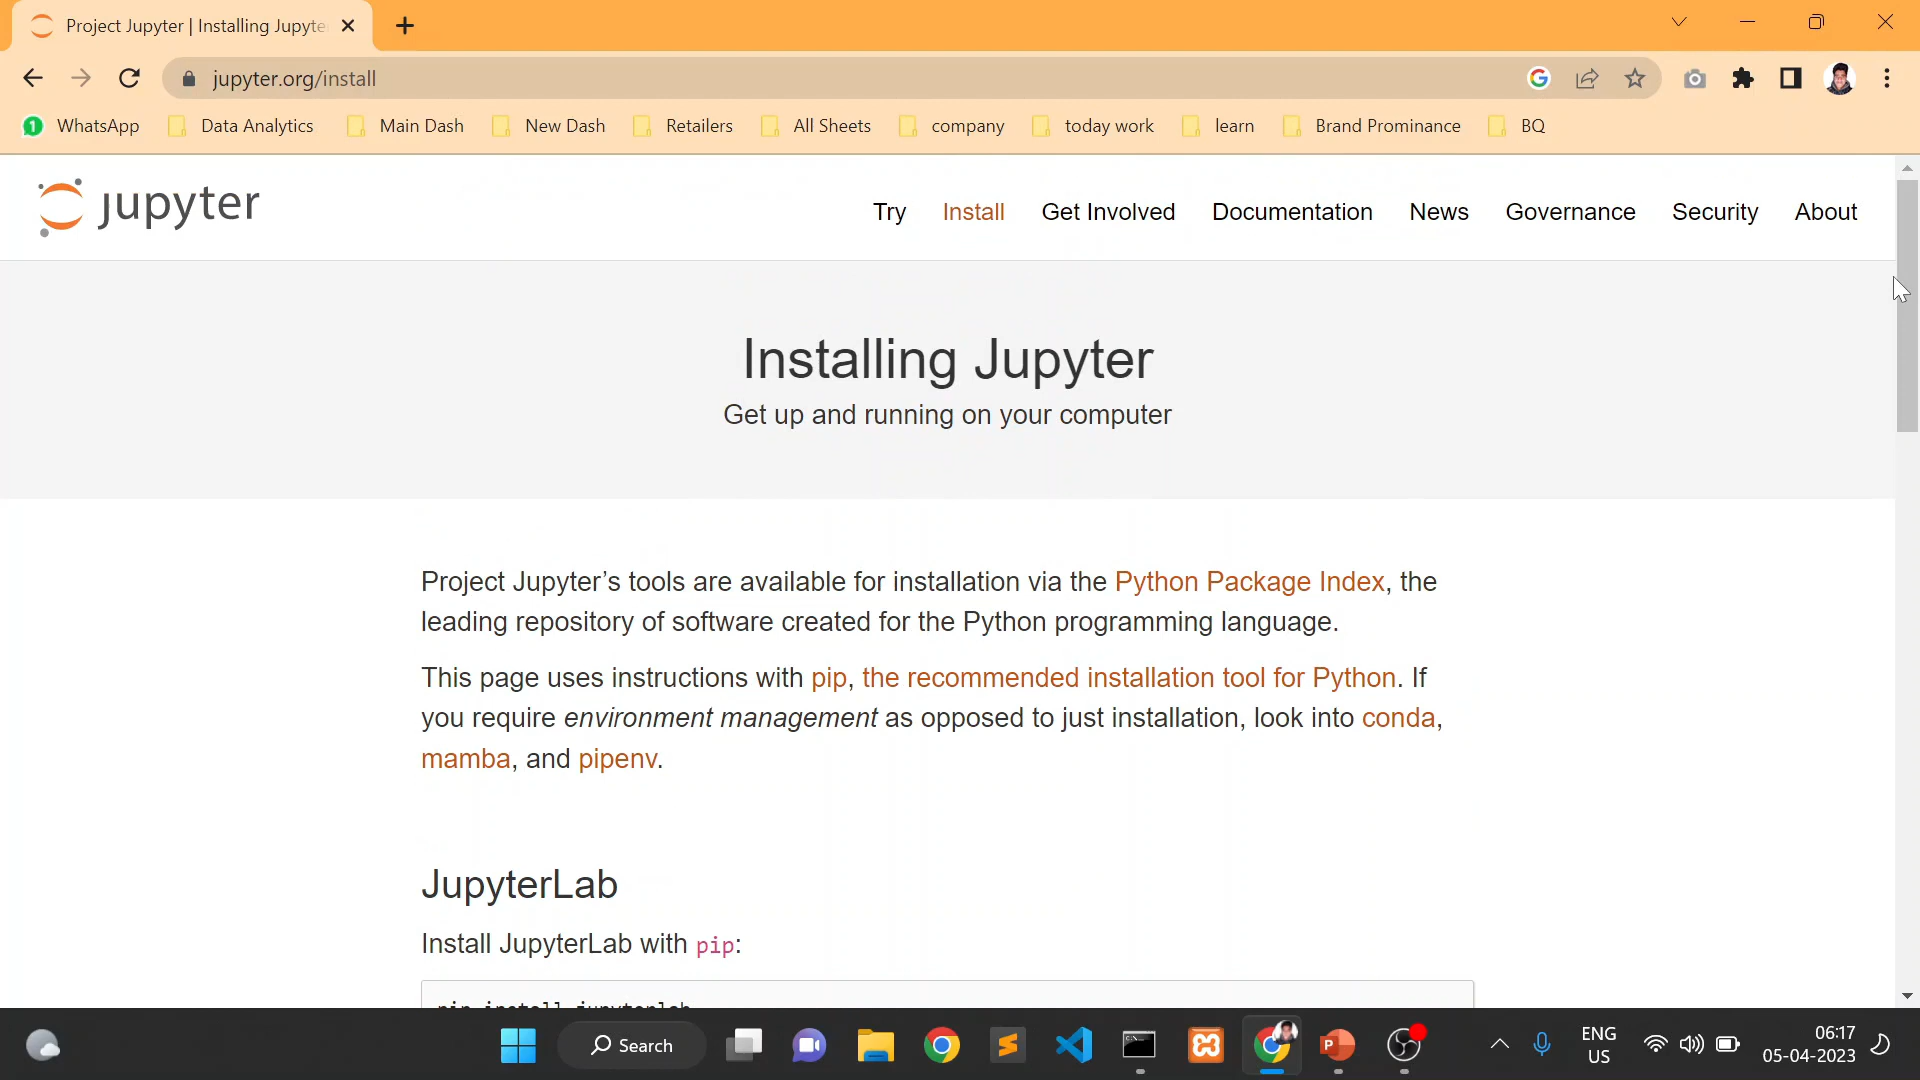 Project Jupyter | Installing Jupyte
jupyter.org/install
1 WhatsApp Data Analytics Main Dash New Dash Retailers All Sheets company today work learn Brand Prominance BQ
jupyter Try Install Get Involved Documentation News Governance Security About
Installing Jupyter
Get up and running on your computer
Project Jupyter’s tools are available for installation via the Python Package Index, the
leading repository of software created for the Python programming language.
This page uses instructions with pip, the recommended installation tool for Python. If
you require environment management as opposed to just installation, look into conda,
mamba, and pipenv.
JupyterLab
Install JupyterLab with pip:
pip install jupyterlab
Search ENG 06:17
US 05-04-2023